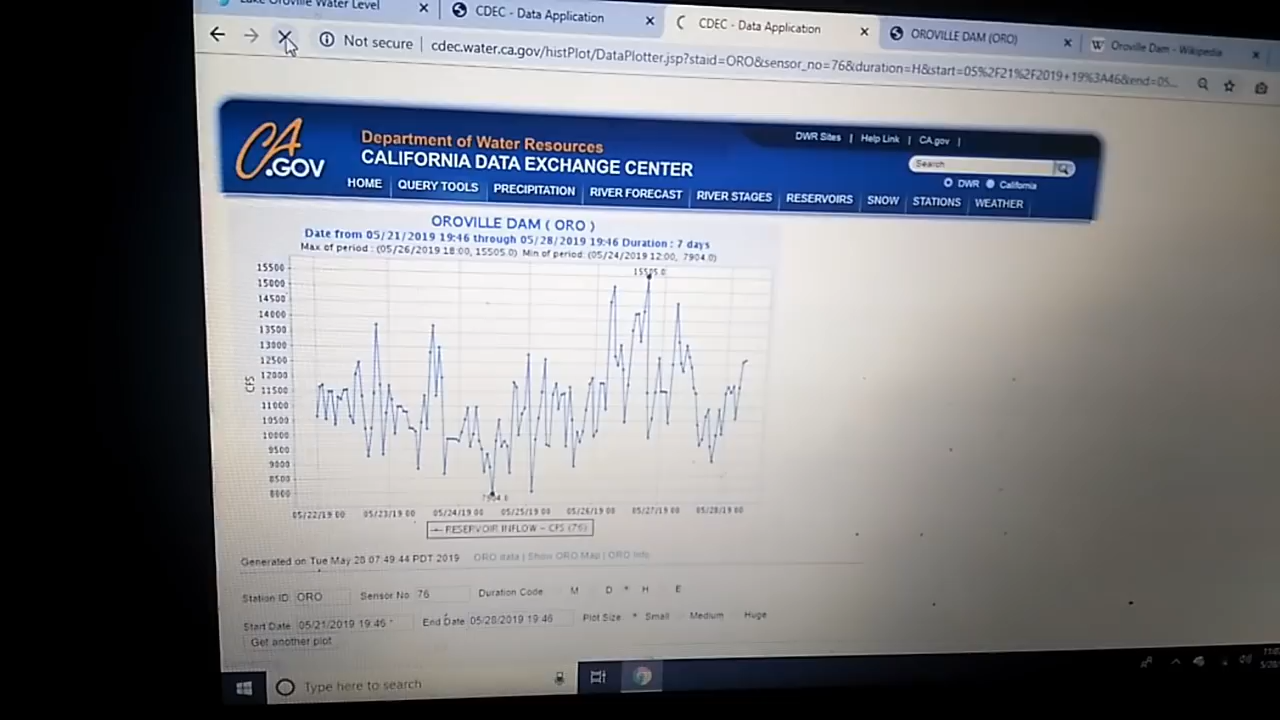 Lake Oroville Water Level
CDEC - Data Application
CDEC - Data Application
OROVILLE DAM (ORO)
W Oroville Dam - Wikipedia
Not secure | cdec.water.ca.gov/histPlot/DataPlotter.jsp?staid=ORO&sensor_no=76&duration=H&start=05%2F21%2F2019+19%3A46&end=05...
CA.GOV
Department of Water Resources
CALIFORNIA DATA EXCHANGE CENTER
DWR Sites | Help Link | CA.gov |
Search
DWR California
HOME QUERY TOOLS PRECIPITATION RIVER FORECAST RIVER STAGES RESERVOIRS SNOW STATIONS WEATHER
OROVILLE DAM ( ORO )
Date from 05/21/2019 19:46 through 05/28/2019 19:46 Duration : 7 days
Max of period : (05/26/2019 18:00, 15505.0) Min of period: (05/24/2019 12:00, 7904.0)
15505.0
15500
15000
14500
14000
13500
13000
12500
12000
11500
11000
10500
10000
9500
9000
8500
8000
CFS
7904.0
05/22/19 00 05/23/19 00 05/24/19 00 05/25/19 00 05/26/19 00 05/27/19 00 05/28/19 00
RESERVOIR INFLOW - CFS (76)
Generated on Tue May 28 07:49:44 PDT 2019 ORO data | Show ORO Map | ORO Info
Station ID: ORO Sensor No 76 Duration Code M D H E
Start Date 05/21/2019 19:46 End Date 05/28/2019 19:46 Plot Size Small Medium Huge
Get another plot
Type here to search